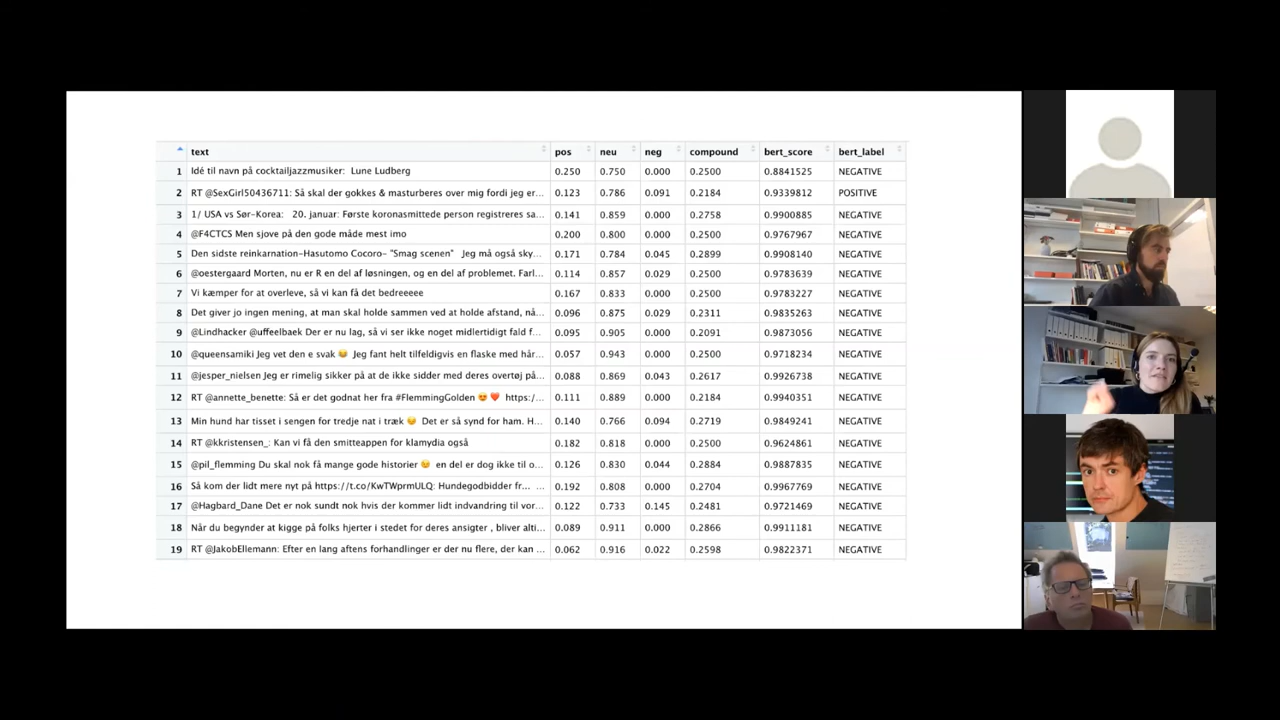 text pos neu neg compound bert_score bert_label
1 Idé til navn på cocktailjazzmusiker: Lune Ludberg 0.250 0.750 0.000 0.2500 0.8841525 NEGATIVE
2 RT @SexGirl50436711: Så skal der gokkes & masturberes over mig fordi jeg er... 0.123 0.786 0.091 0.2184 0.9339812 POSITIVE
3 1/ USA vs Sør-Korea: 20. januar: Første koronasmittede person registreres sa... 0.141 0.859 0.000 0.2758 0.9900885 NEGATIVE
4 @F4CTCS Men sjove på den gode måde mest imo 0.200 0.800 0.000 0.2500 0.9767967 NEGATIVE
5 Den sidste reinkarnation-Hasutomo Cocoro- "Smag scenen" Jeg må også sky... 0.171 0.784 0.045 0.2899 0.9908140 NEGATIVE
6 @oestergaard Morten, nu er R en del af løsningen, og en del af problemet. Farl... 0.114 0.857 0.029 0.2500 0.9783639 NEGATIVE
7 Vi kæmper for at overleve, så vi kan få det bedreeeee 0.167 0.833 0.000 0.2500 0.9783227 NEGATIVE
8 Det giver jo ingen mening, at man skal holde sammen ved at holde afstand, nå... 0.096 0.875 0.029 0.2311 0.9835263 NEGATIVE
9 @Lindhacker @uffeelbaek Der er nu lag, så vi ser ikke noget midlertidigt fald f... 0.095 0.905 0.000 0.2091 0.9873056 NEGATIVE
10 @queensamiki Jeg vet den e svak 😂 Jeg fant helt tilfeldigvis en flaske med hår... 0.057 0.943 0.000 0.2500 0.9718234 NEGATIVE
11 @jesper_nielsen Jeg er rimelig sikker på at de ikke sidder med deres overtøj på... 0.088 0.869 0.043 0.2617 0.9926738 NEGATIVE
12 RT @annette_benette: Så er det godnat her fra #FlemmingGolden 😍❤️ https:/... 0.111 0.889 0.000 0.2184 0.9940351 NEGATIVE
13 Min hund har tisset i sengen for tredje nat i træk 😔 Det er så synd for ham. H... 0.140 0.766 0.094 0.2719 0.9849241 NEGATIVE
14 RT @kkristensen_: Kan vi få den smitteappen for klamydia også 0.182 0.818 0.000 0.2500 0.9624861 NEGATIVE
15 @pil_flemming Du skal nok få mange gode historier 😉 en del er dog ikke til o... 0.126 0.830 0.044 0.2884 0.9887835 NEGATIVE
16 Så kom der lidt mere nyt på https://t.co/KwTWprmULQ: Hundegodbidder fr... 0.192 0.808 0.000 0.2704 0.9967769 NEGATIVE
17 @Hagbard_Dane Det er nok sundt nok hvis der kommer lidt indvandring til vor... 0.122 0.733 0.145 0.2481 0.9721469 NEGATIVE
18 Når du begynder at kigge på folks hjerter i stedet for deres ansigter , bliver alti... 0.089 0.911 0.000 0.2866 0.9911181 NEGATIVE
19 RT @JakobEllemann: Efter en lang aftens forhandlinger er der nu flere, der kan ... 0.062 0.916 0.022 0.2598 0.9822371 NEGATIVE